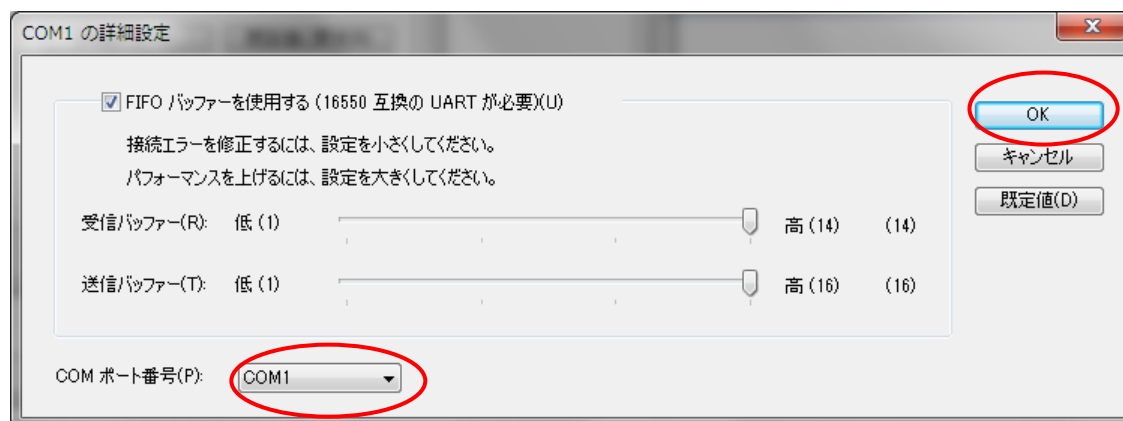 COM1 の詳細設定
FIFO バッファーを使用する (16550 互換の UART が必要)(U)
接続エラーを修正するには、設定を小さくしてください。
パフォーマンスを上げるには、設定を大きくしてください。
受信バッファー(R): 低 (1) 高 (14) (14)
送信バッファー(T): 低 (1) 高 (16) (16)
COM ポート番号(P): COM1
OK
キャンセル
既定値(D)